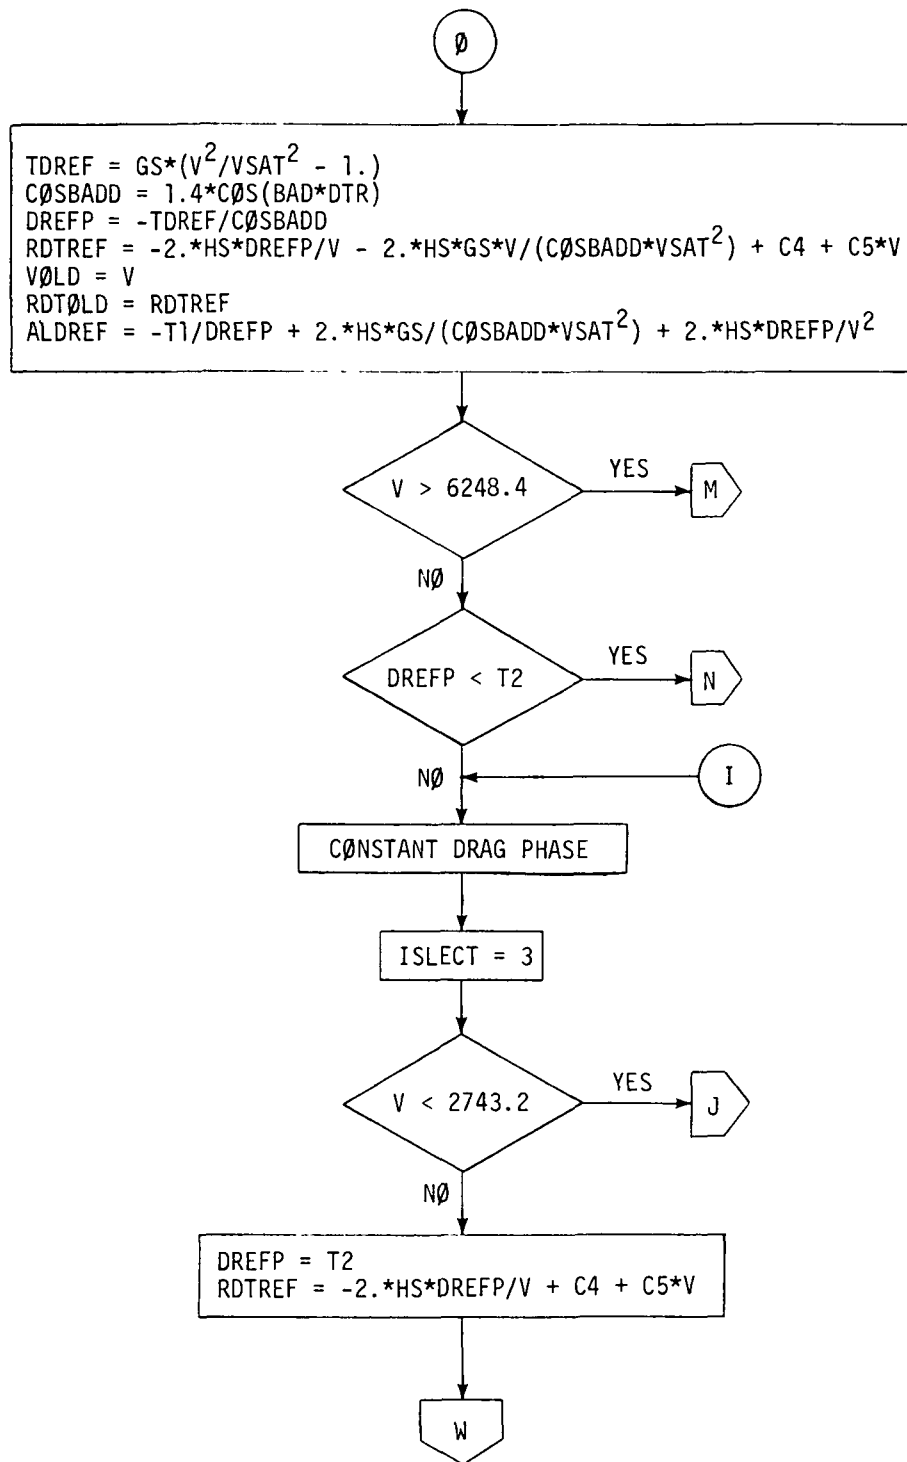 Ø
TDREF = GS*(V²/VSAT² - 1.)
CØSBADD = 1.4*CØS(BAD*DTR)
DREFP = -TDREF/CØSBADD
RDTREF = -2.*HS*DREFP/V - 2.*HS*GS*V/(CØSBADD*VSAT²) + C4 + C5*V
VØLD = V
RDTØLD = RDTREF
ALDREF = -T1/DREFP + 2.*HS*GS/(CØSBADD*VSAT²) + 2.*HS*DREFP/V²
V > 6248.4
YES
M
NØ
DREFP < T2
YES
N
NØ
I
CØNSTANT DRAG PHASE
ISLECT = 3
V < 2743.2
YES
J
NØ
DREFP = T2
RDTREF = -2.*HS*DREFP/V + C4 + C5*V
W